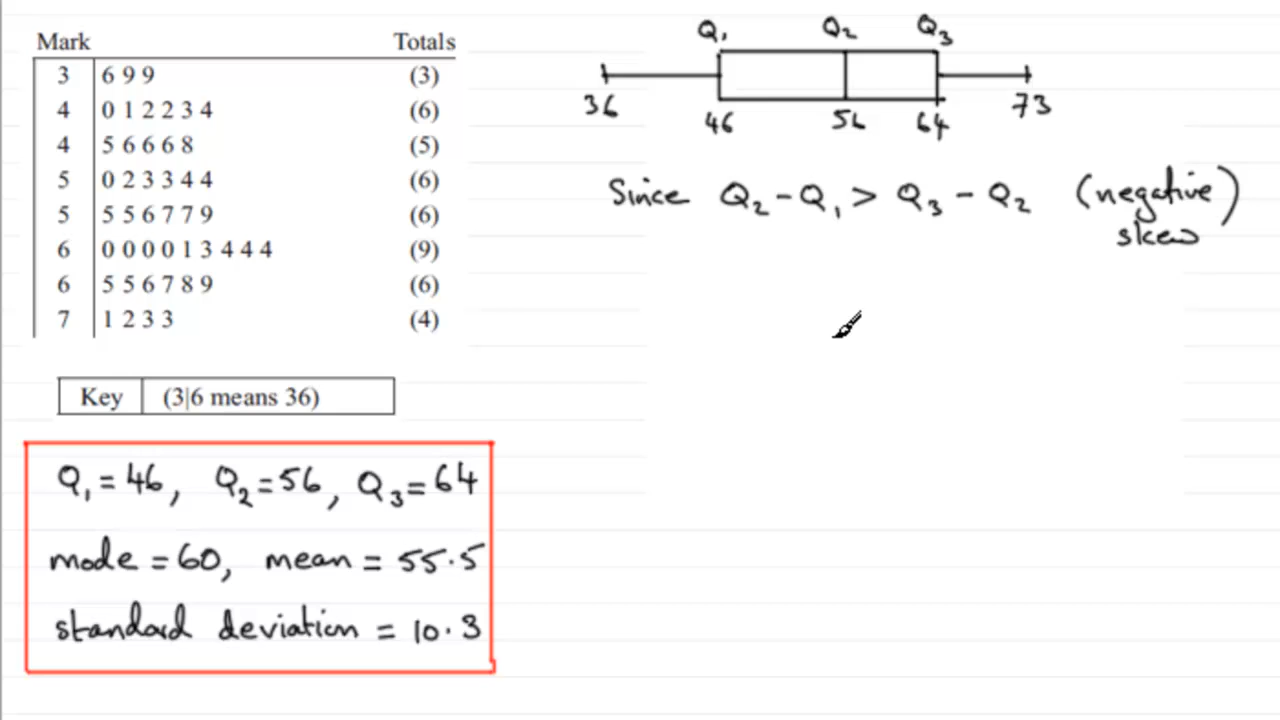 Mark Totals
3 6 9 9 (3)
4 0 1 2 2 3 4 (6)
4 5 6 6 6 8 (5)
5 0 2 3 3 4 4 (6)
5 5 5 6 7 7 9 (6)
6 0 0 0 0 1 3 4 4 4 (9)
6 5 5 6 7 8 9 (6)
7 1 2 3 3 (4)
Key (3|6 means 36)
Q₁ = 46, Q₂ = 56, Q₃ = 64
mode = 60, mean = 55.5
standard deviation = 10.3
Q₁ Q₂ Q₃
36 46 56 64 73
Since Q₂ - Q₁ > Q₃ - Q₂ (negative
skew)